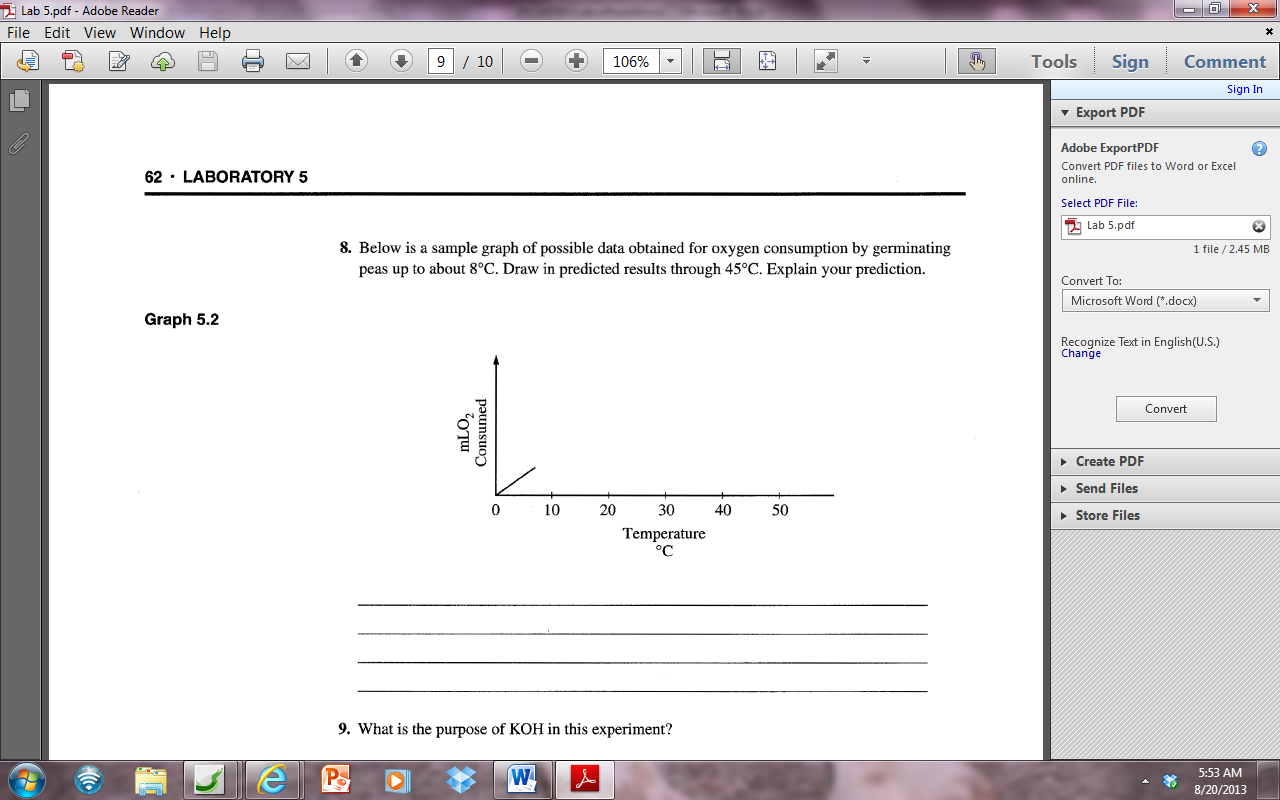 Lab 5.pdf - Adobe Reader
File Edit View Window Help
9 / 10 106% Tools Sign Comment
Sign In
Export PDF
Adobe ExportPDF
Convert PDF files to Word or Excel
online.
Select PDF File:
Lab 5.pdf
1 file / 2.45 MB
Convert To:
Microsoft Word (*.docx)
Recognize Text in English(U.S.)
Change
Convert
Create PDF
Send Files
Store Files
62 · LABORATORY 5
8. Below is a sample graph of possible data obtained for oxygen consumption by germinating
peas up to about 8°C. Draw in predicted results through 45°C. Explain your prediction.
Graph 5.2
mLO₂
Consumed
0 10 20 30 40 50
Temperature
°C
9. What is the purpose of KOH in this experiment?
5:53 AM
8/20/2013